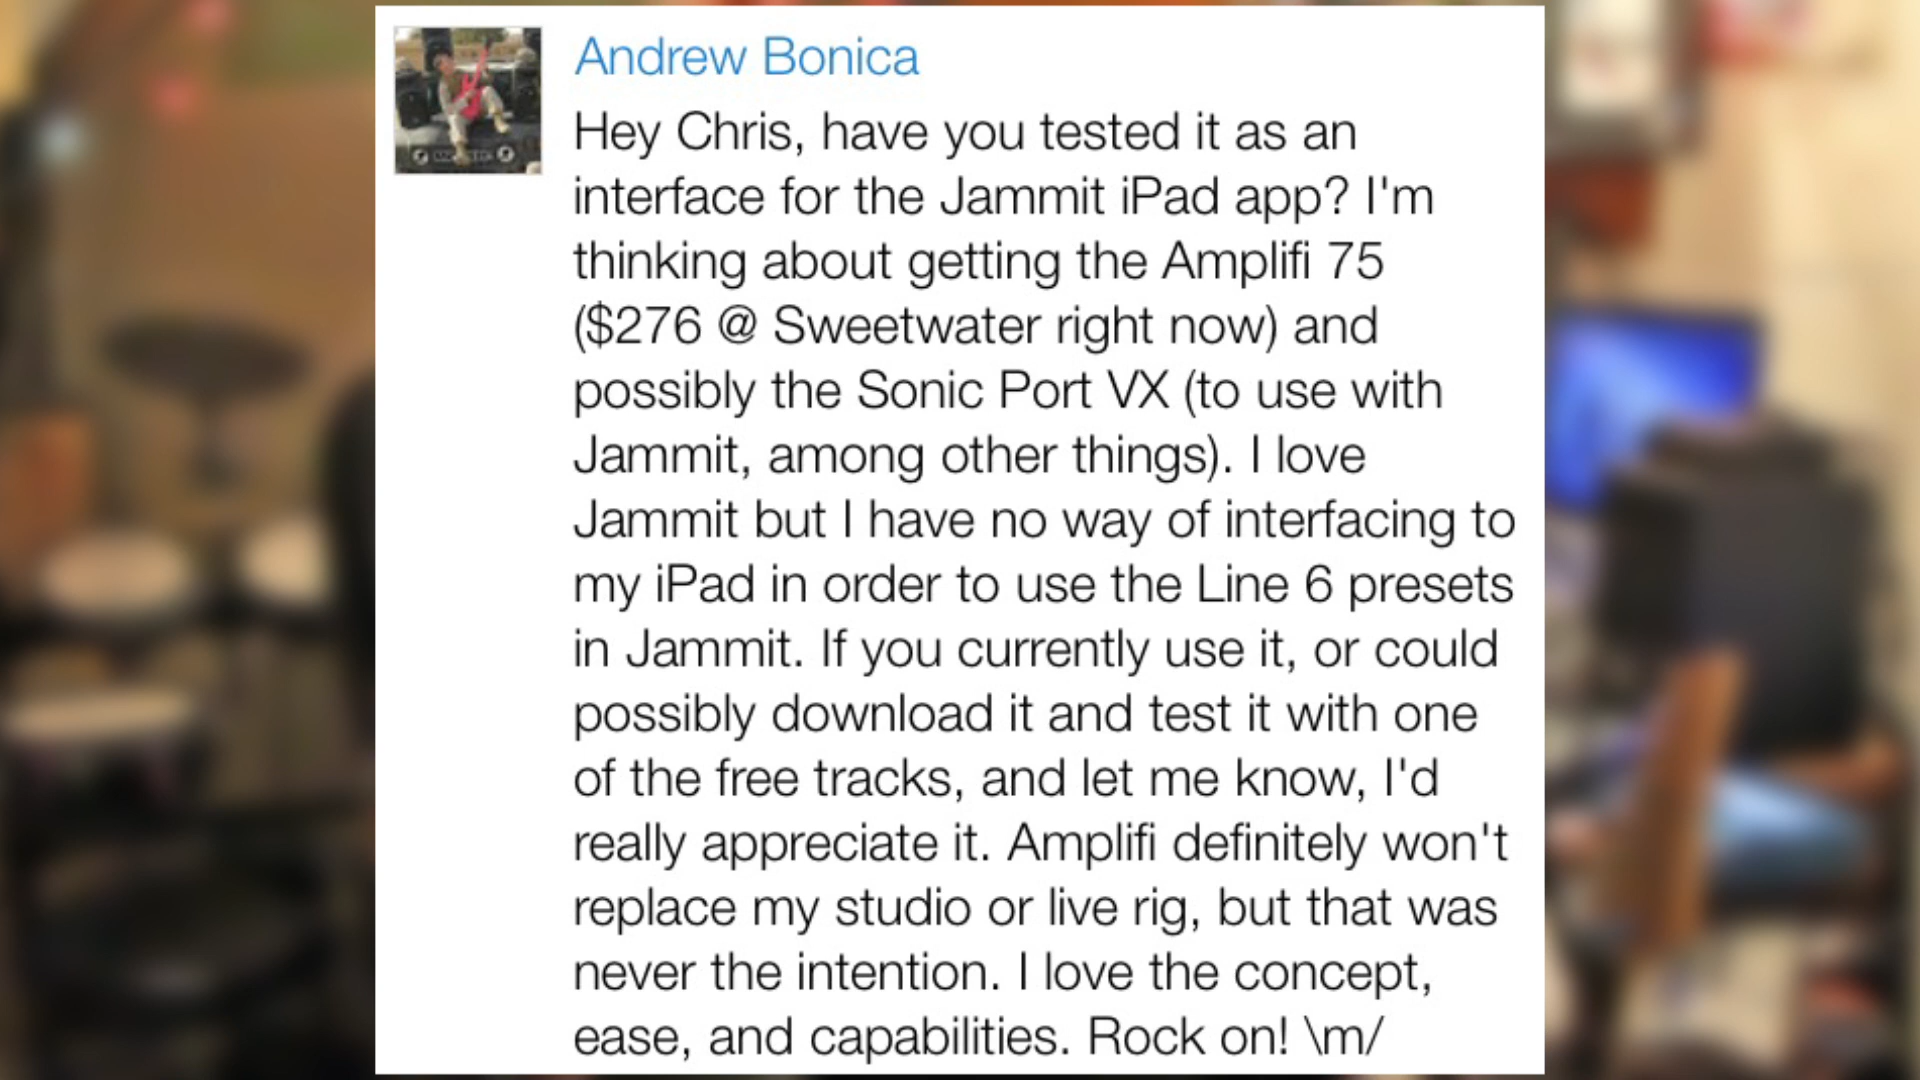 Andrew Bonica
Hey Chris, have you tested it as an
interface for the Jammit iPad app? I'm
thinking about getting the Amplifi 75
($276 @ Sweetwater right now) and
possibly the Sonic Port VX (to use with
Jammit, among other things). I love
Jammit but I have no way of interfacing to
my iPad in order to use the Line 6 presets
in Jammit. If you currently use it, or could
possibly download it and test it with one
of the free tracks, and let me know, I'd
really appreciate it. Amplifi definitely won't
replace my studio or live rig, but that was
never the intention. I love the concept,
ease, and capabilities. Rock on! \m/